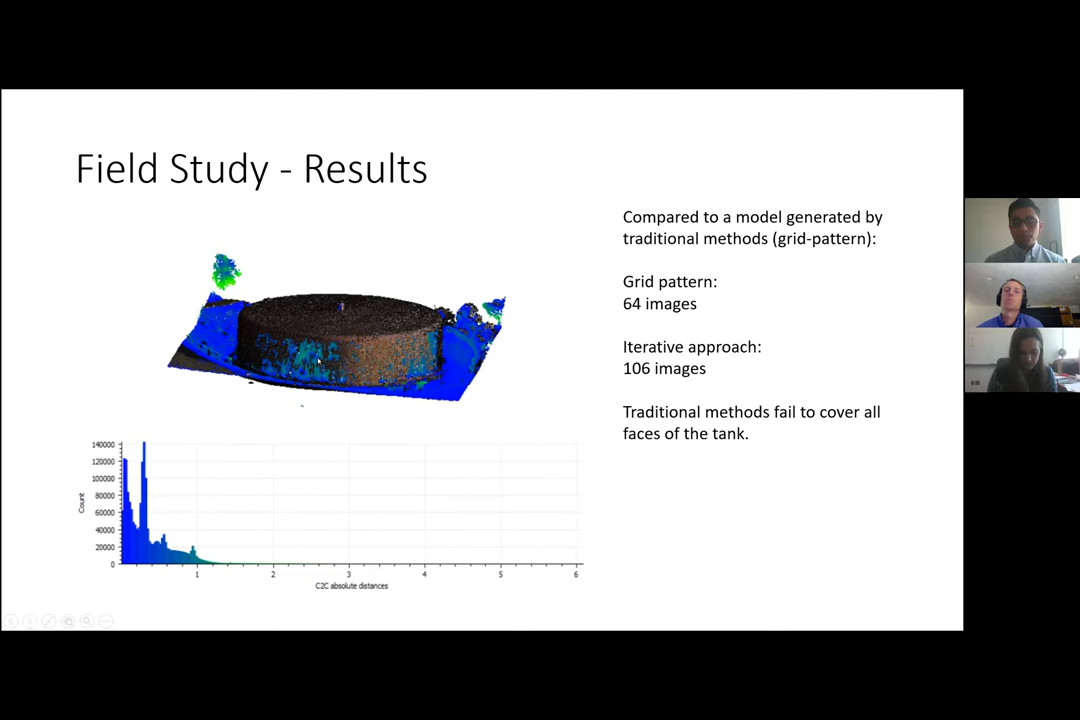 Field Study - Results
Compared to a model generated by
traditional methods (grid-pattern):
Grid pattern:
64 images
Iterative approach:
106 images
Traditional methods fail to cover all
faces of the tank.
140000
120000
100000
80000
60000
40000
20000
0
Count
1 2 3 4 5 6
C2C absolute distances